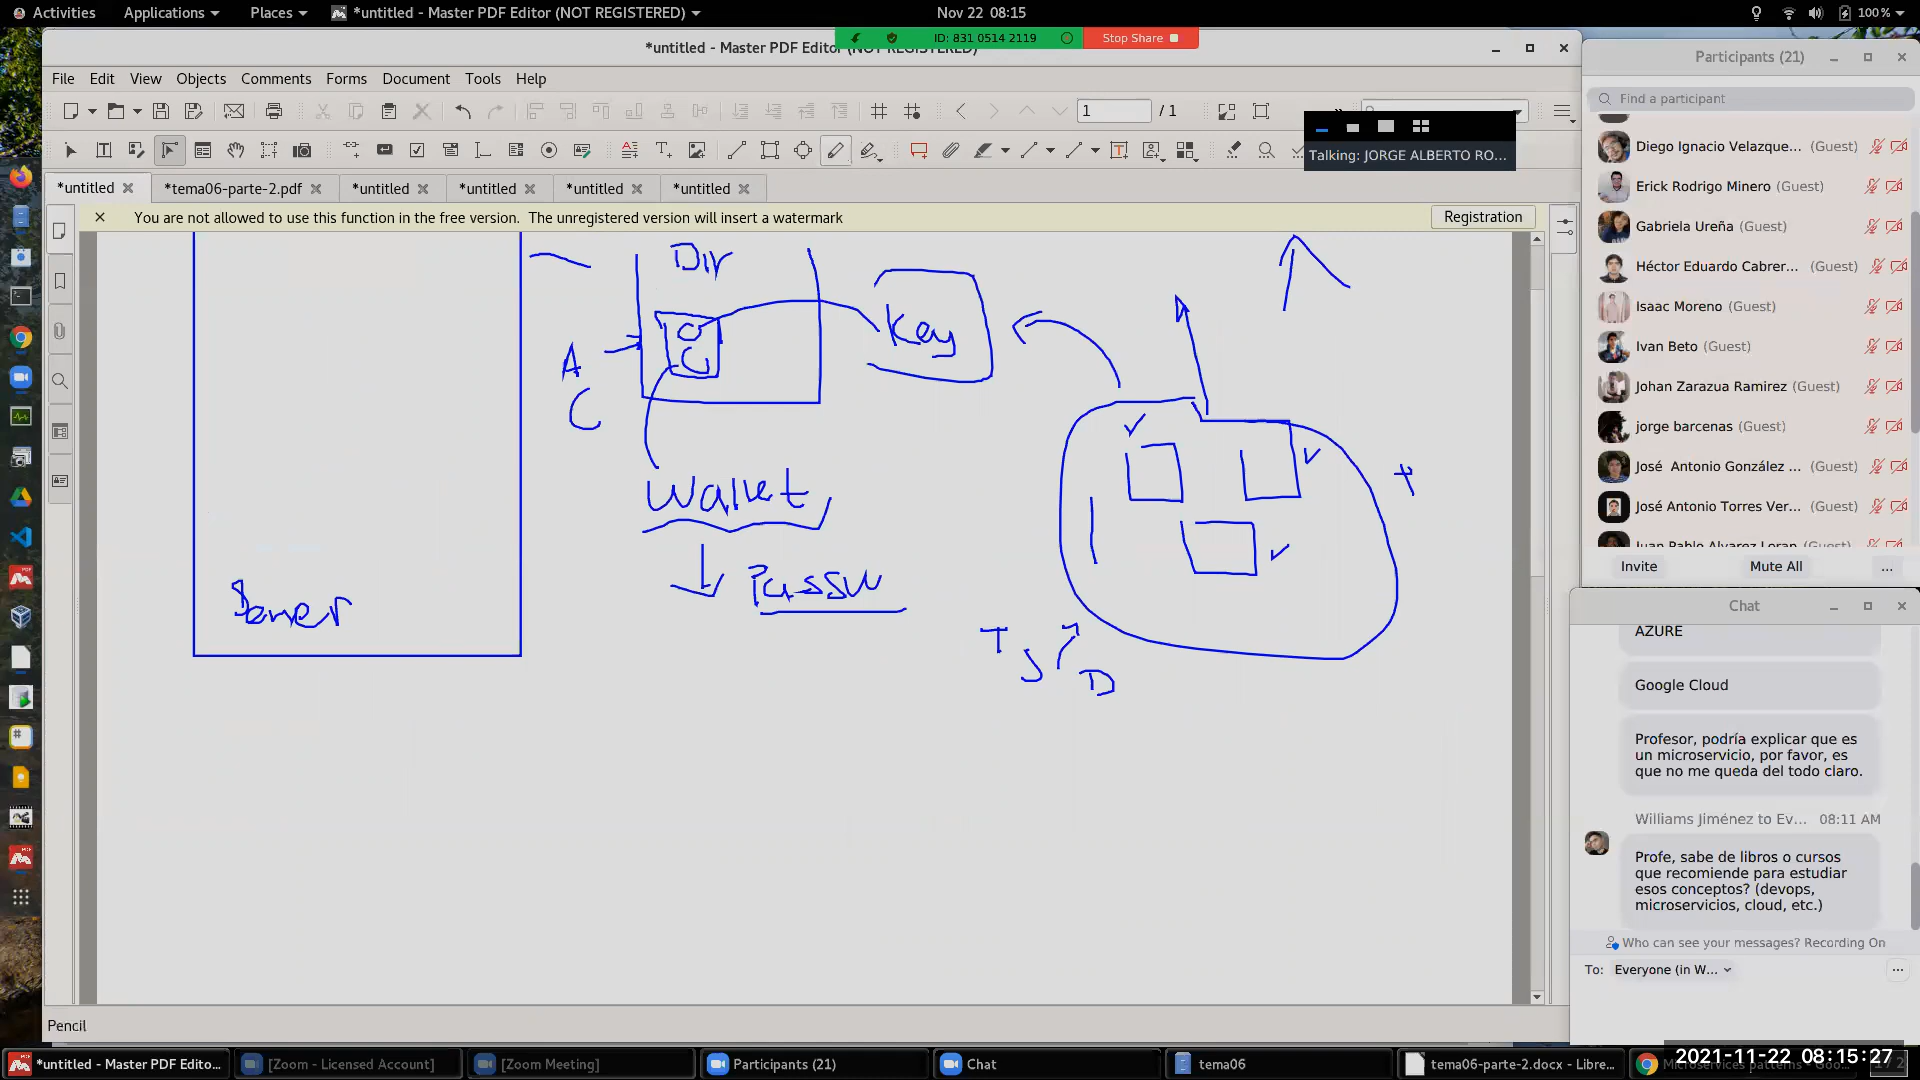 Activities
Applications
Places
*untitled - Master PDF Editor (NOT REGISTERED)
Nov 22 08:15
100%
*untitled - Master PDF Editor (NOT REGISTERED)
ID: 831 0514 2119
Stop Share
File Edit View Objects Comments Forms Document Tools Help
1 / 1
Talking: JORGE ALBERTO RO...
*untitled
*tema06-parte-2.pdf
*untitled
*untitled
*untitled
*untitled
You are not allowed to use this function in the free version. The unregistered version will insert a watermark
Registration
Dir
Key
A
C
C
Wallet
Passw
T
J
D
Pencil
Participants (21)
Find a participant
Diego Ignacio Velazque... (Guest)
Erick Rodrigo Minero (Guest)
Gabriela Ureña (Guest)
Héctor Eduardo Cabrer... (Guest)
Isaac Moreno (Guest)
Ivan Beto (Guest)
Johan Zarazua Ramirez (Guest)
jorge barcenas (Guest)
José Antonio González ... (Guest)
José Antonio Torres Ver... (Guest)
Juan Pablo Alvarez Loran (Guest)
Invite
Mute All
...
Chat
AZURE
Google Cloud
Profesor, podría explicar que es
un microservicio, por favor, es
que no me queda del todo claro.
Williams Jiménez to Ev... 08:11 AM
Profe, sabe de libros o cursos
que recomiende para estudiar
esos conceptos? (devops,
microservicios, cloud, etc.)
Who can see your messages? Recording On
To: Everyone (in W...
*untitled - Master PDF Edito...
[Zoom - Licensed Account]
[Zoom Meeting]
Participants (21)
Chat
tema06
tema06-parte-2.docx - Libre...
Microservices patterns - Goo...
2021-11-22 08:15:27